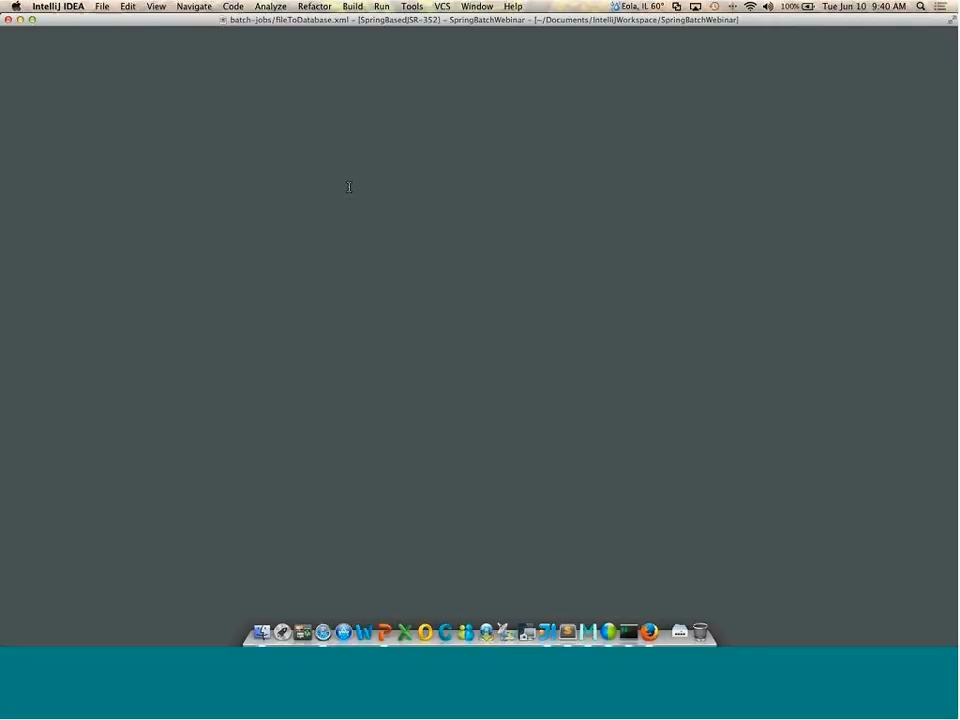 IntelliJ IDEA File Edit View Navigate Code Analyze Refactor Build Run Tools VCS Window Help Eola, IL 60° 100% Tue Jun 10 9:40 AM
batch-jobs/fileToDatabase.xml – [SpringBasedJSR-352] – SpringBatchWebinar – [~/Documents/IntelliJWorkspace/SpringBatchWebinar]